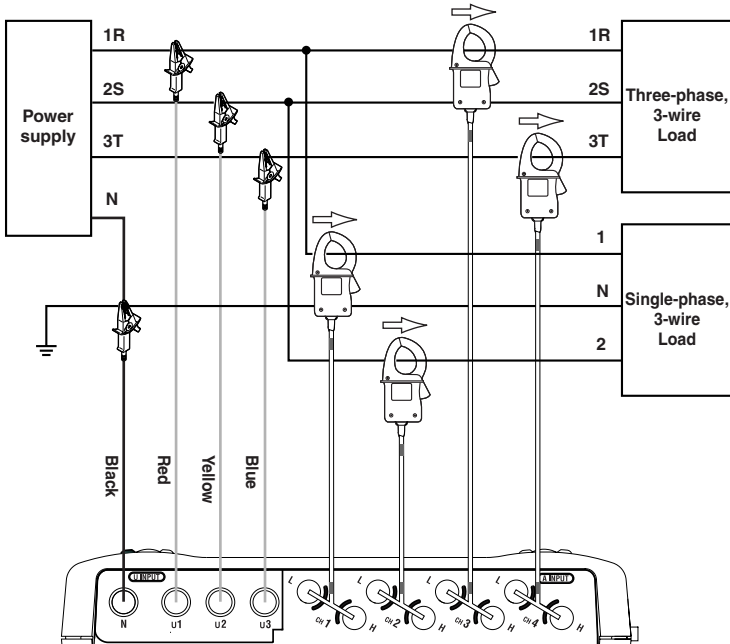 1R
1R
2S
2S
Power
supply
Three-phase,
3-wire
Load
3T
3T
N
1
N
Single-phase,
3-wire
Load
2
Black
Red
Yellow
Blue
U INPUT
A INPUT
N
U1
U2
U3
L
CH 1
H
L
CH 2
H
L
CH 3
H
L
CH 4
H